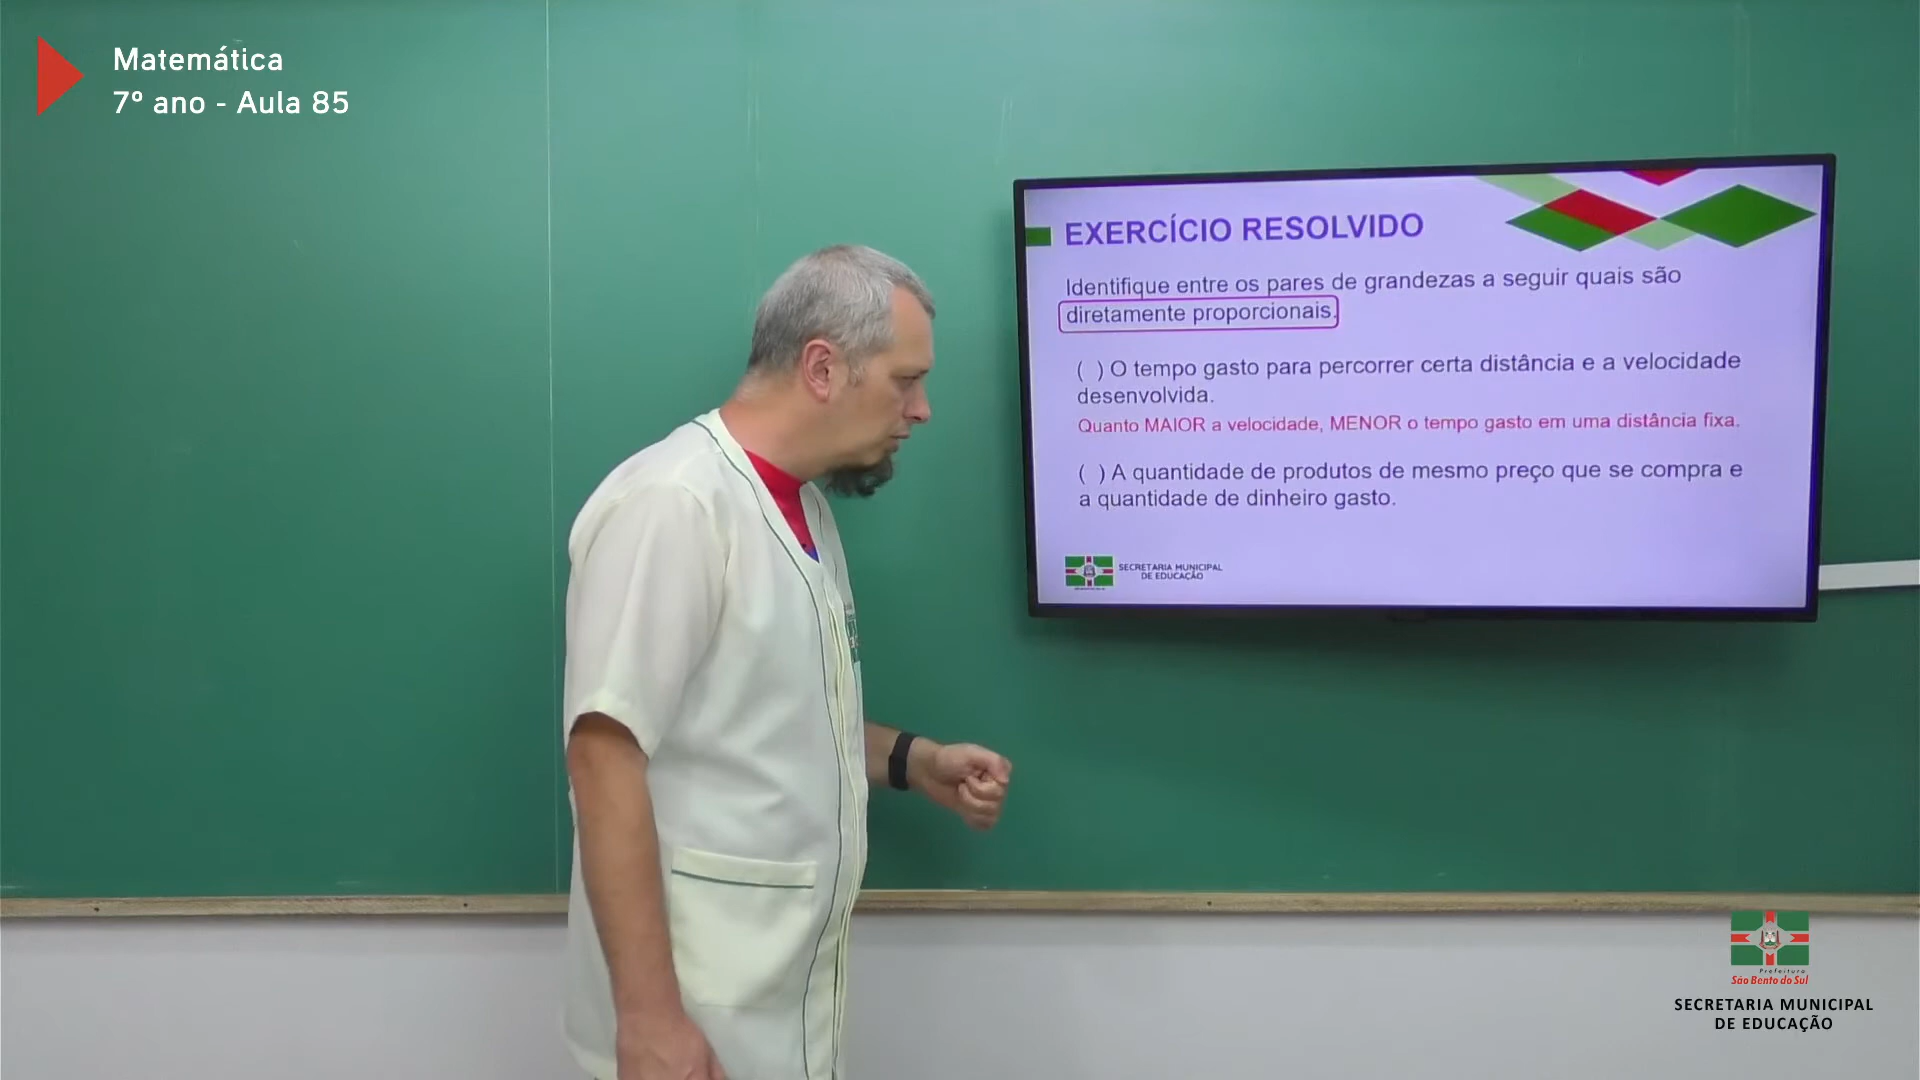 Matemática
7º ano - Aula 85
EXERCÍCIO RESOLVIDO
Identifique entre os pares de grandezas a seguir quais são
diretamente proporcionais.
( ) O tempo gasto para percorrer certa distância e a velocidade
desenvolvida.
Quanto MAIOR a velocidade, MENOR o tempo gasto em uma distância fixa.
( ) A quantidade de produtos de mesmo preço que se compra e
a quantidade de dinheiro gasto.
SECRETARIA MUNICIPAL
DE EDUCAÇÃO
Prefeitura
São Bento do Sul
SECRETARIA MUNICIPAL
DE EDUCAÇÃO